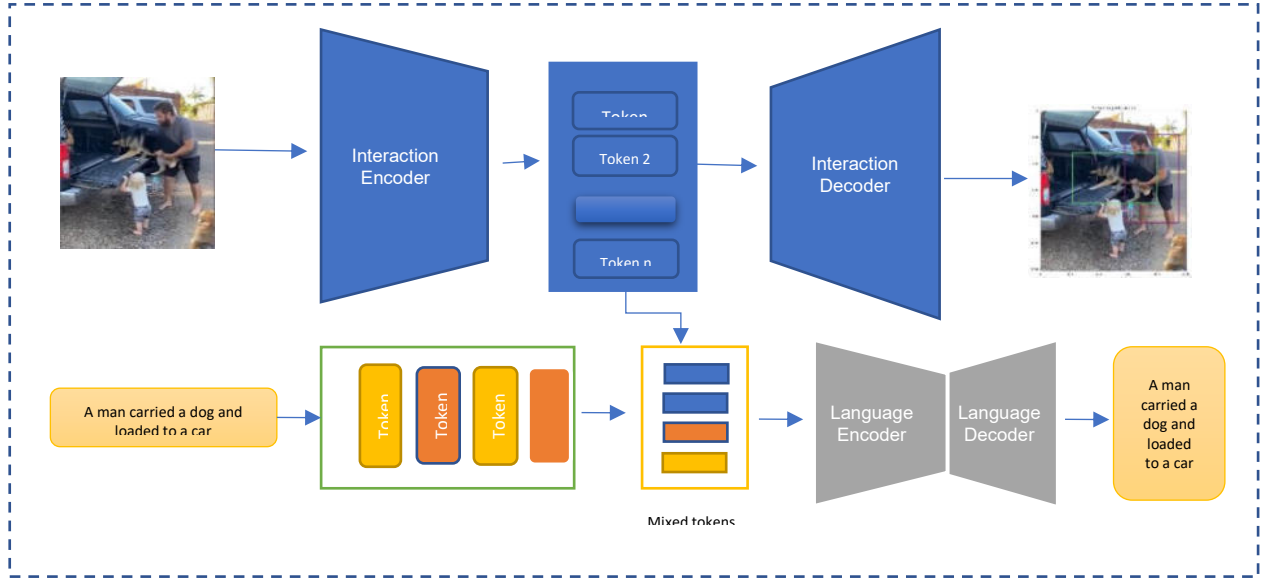 Interaction
Encoder
Token
Token 2
Token n
Interaction
Decoder
A man carried a dog and
loaded to a car
Token
Token
Token
Mixed tokens
Language
Encoder
Language
Decoder
A man
carried a
dog and
loaded
to a car